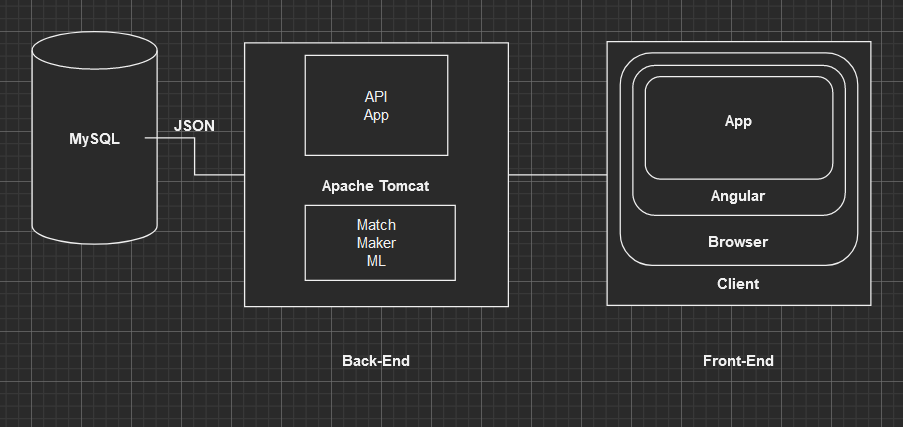 MySQL
JSON
API
App
Apache Tomcat
Match
Maker
ML
Back-End
App
Angular
Browser
Client
Front-End